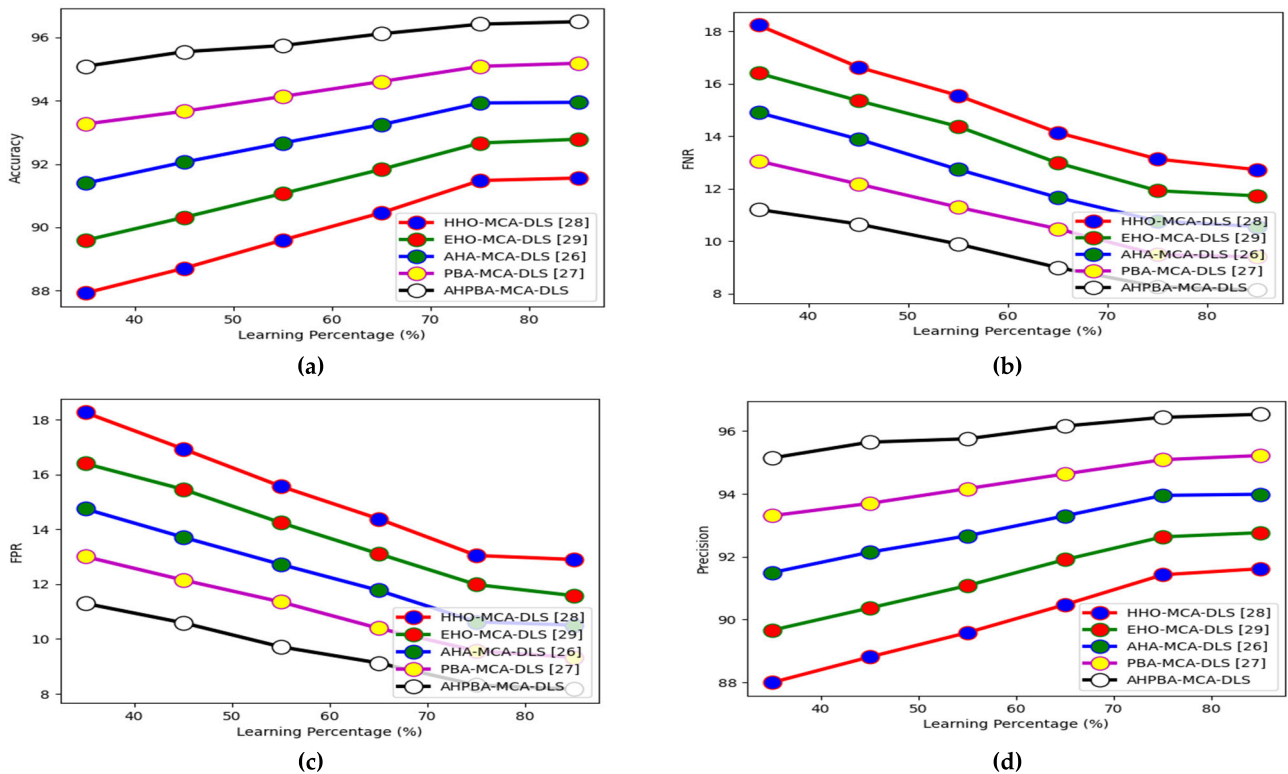 96
94
92
90
88
Accuracy
HHO-MCA-DLS [28]
EHO-MCA-DLS [29]
AHA-MCA-DLS [26]
PBA-MCA-DLS [27]
AHPBA-MCA-DLS
40 50 60 70 80
Learning Percentage (%)
(a)
18
16
14
12
10
8
FNR
HHO-MCA-DLS [28]
EHO-MCA-DLS [29]
AHA-MCA-DLS [26]
PBA-MCA-DLS [27]
AHPBA-MCA-DLS
40 50 60 70 80
Learning Percentage (%)
(b)
18
16
14
12
10
8
FPR
HHO-MCA-DLS [28]
EHO-MCA-DLS [29]
AHA-MCA-DLS [26]
PBA-MCA-DLS [27]
AHPBA-MCA-DLS
40 50 60 70 80
Learning Percentage (%)
(c)
96
94
92
90
88
Precision
HHO-MCA-DLS [28]
EHO-MCA-DLS [29]
AHA-MCA-DLS [26]
PBA-MCA-DLS [27]
AHPBA-MCA-DLS
40 50 60 70 80
Learning Percentage (%)
(d)